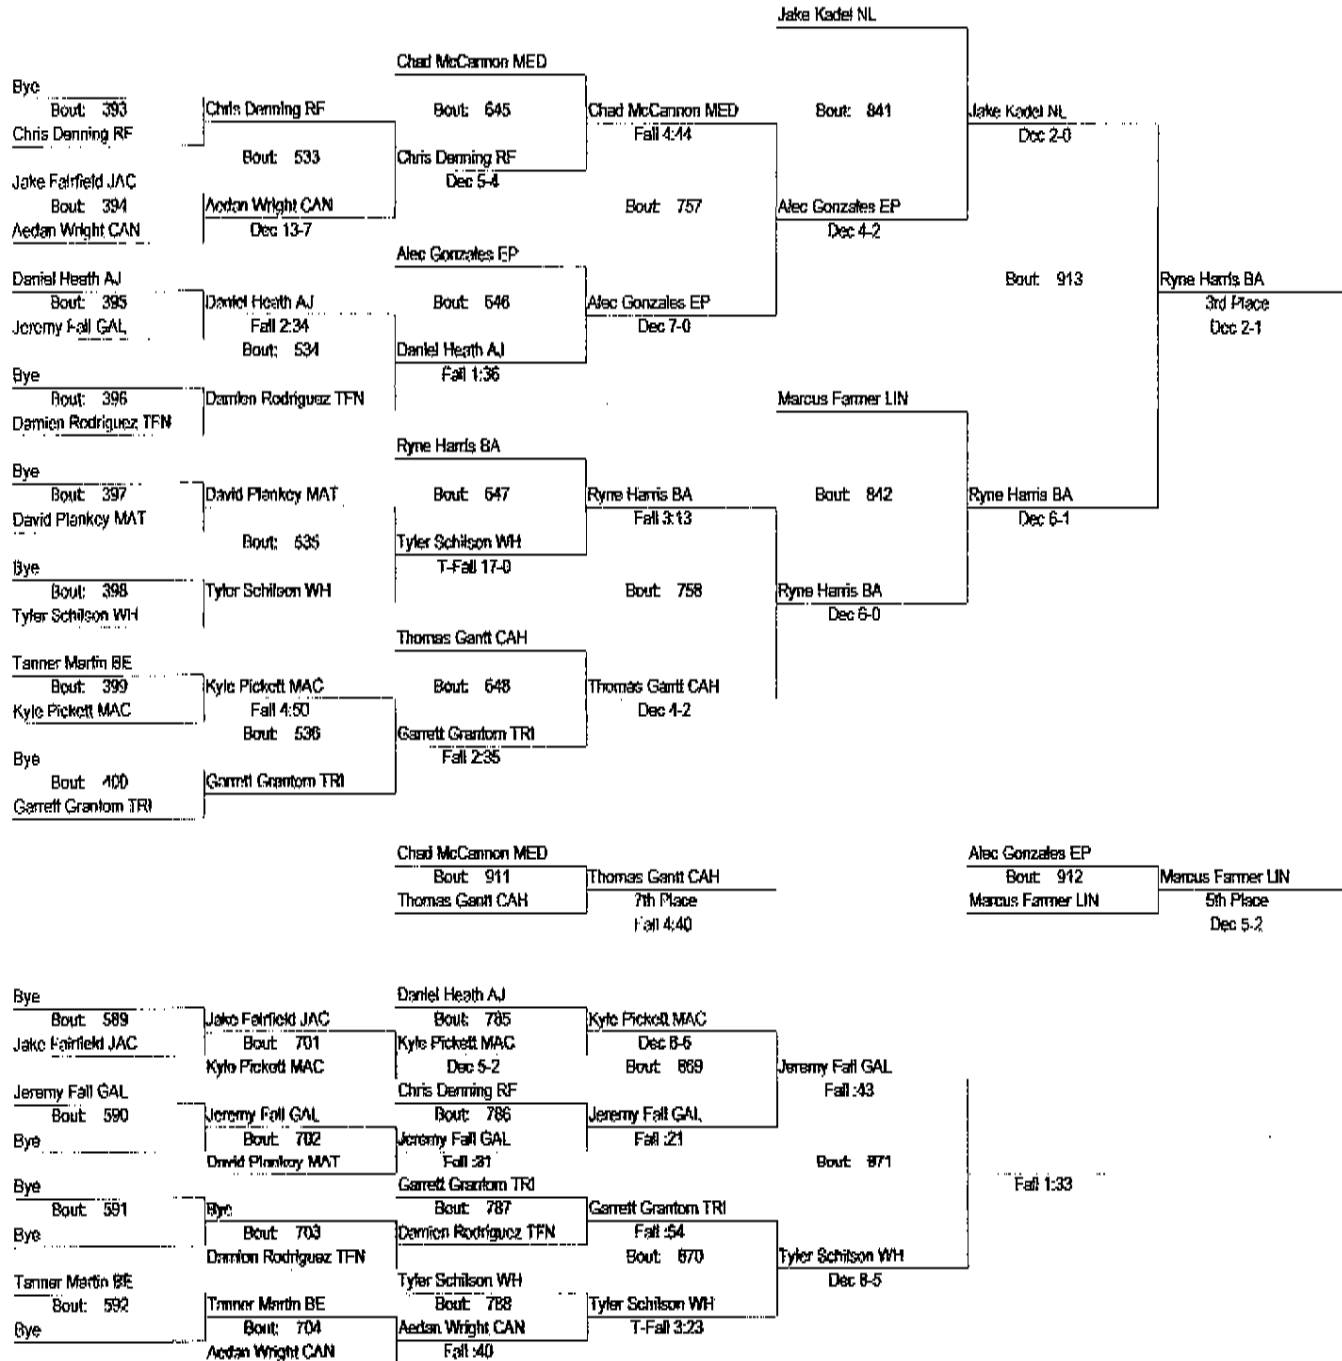 Jake Kadel NL
Chad McCannon MED
Bye
Bout: 393
Chris Denning RF
Bout: 645
Chad McCannon MED
Bout: 841
Jake Kadel NL
Chris Denning RF
Fall 4:44
Dec 2-0
Bout: 533
Chris Denning RF
Dec 5-4
Jake Fairfield JAC
Bout: 394
Aedan Wright CAN
Bout: 757
Alec Gonzales EP
Aedan Wright CAN
Dec 13-7
Dec 4-2
Alec Gonzales EP
Daniel Heath AJ
Bout: 913
Ryne Harris BA
Bout: 395
Daniel Heath AJ
Bout: 646
Alec Gonzales EP
3rd Place
Jeremy Fall GAL
Fall 2:34
Dec 7-0
Dec 2-1
Bout: 534
Daniel Heath AJ
Fall 1:36
Bye
Bout: 396
Damien Rodriguez TFN
Marcus Farmer LIN
Damien Rodriguez TFN
Ryne Harris BA
Bye
Bout: 397
David Plankey MAT
Bout: 647
Ryne Harris BA
Bout: 842
Ryne Harris BA
David Plankey MAT
Fall 3:13
Dec 6-1
Bout: 535
Tyler Schilson WH
T-Fall 17-0
Bye
Bout: 398
Tyler Schilson WH
Bout: 758
Ryne Harris BA
Tyler Schilson WH
Dec 6-0
Thomas Gantt CAH
Tanner Martin BE
Bout: 399
Kyle Pickett MAC
Bout: 648
Thomas Gantt CAH
Kyle Pickett MAC
Fall 4:50
Dec 4-2
Bout: 536
Garrett Grantom TRI
Fall 2:35
Bye
Bout: 400
Garrett Grantom TRI
Garrett Grantom TRI
Chad McCannon MED
Alec Gonzales EP
Bout: 911
Thomas Gantt CAH
Bout: 912
Marcus Farmer LIN
Thomas Gantt CAH
7th Place
Marcus Farmer LIN
5th Place
Fall 4:40
Dec 5-2
Bye
Daniel Heath AJ
Bout: 589
Jake Fairfield JAC
Bout: 785
Kyle Pickett MAC
Jake Fairfield JAC
Bout: 701
Kyle Pickett MAC
Kyle Pickett MAC
Dec 5-2
Bout: 869
Jeremy Fall GAL
Jeremy Fall GAL
Chris Denning RF
Fall :43
Bout: 590
Jeremy Fall GAL
Bout: 786
Jeremy Fall GAL
Bye
Bout: 702
Jeremy Fall GAL
Fall :21
David Plankey MAT
Fall :31
Bout: 871
Bye
Garrett Grantom TRI
Fall 1:33
Bout: 591
Bye
Bout: 787
Garrett Grantom TRI
Bye
Bout: 703
Damien Rodriguez TFN
Fall :54
Damien Rodriguez TFN
Bout: 870
Tyler Schilson WH
Tanner Martin BE
Tyler Schilson WH
Bout: 592
Tanner Martin BE
Bout: 788
Tyler Schilson WH
Bye
Bout: 704
Aedan Wright CAN
T-Fall 3:23
Aedan Wright CAN
Fall :40